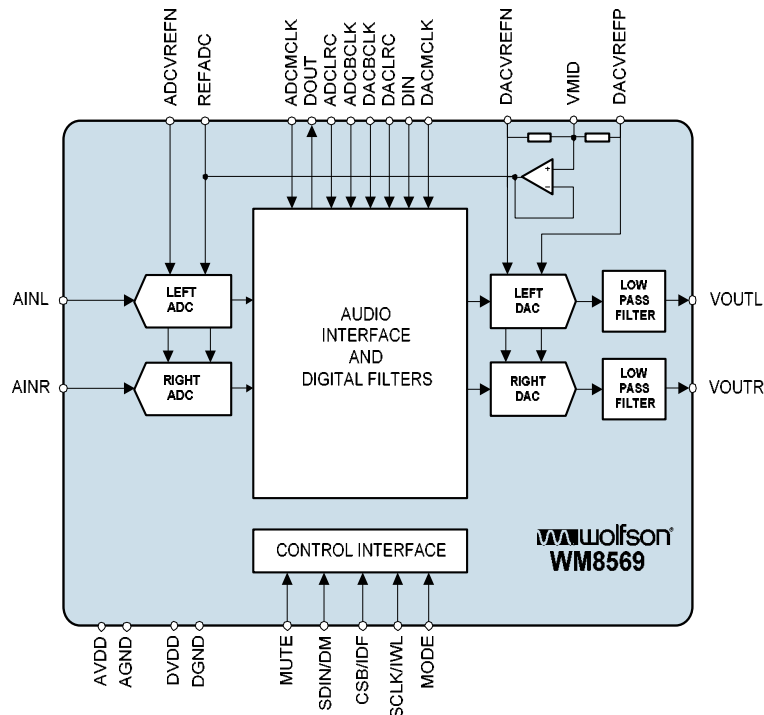 ADCVREFN
REFADC
ADCMCLK
DOUT
ADCLRC
ADCBCLK
DACBCLK
DACLRC
DIN
DACMCLK
DACVREFN
VMID
DACVREFP
+
−
AINL
LEFT
ADC
AUDIO
INTERFACE
AND
DIGITAL FILTERS
LEFT
DAC
LOW
PASS
FILTER
VOUTL
AINR
RIGHT
ADC
RIGHT
DAC
LOW
PASS
FILTER
VOUTR
CONTROL INTERFACE
wolfson®
WM8569
AVDD
AGND
DVDD
DGND
MUTE
SDIN/DM
CSB/IDF
SCLK/IWL
MODE